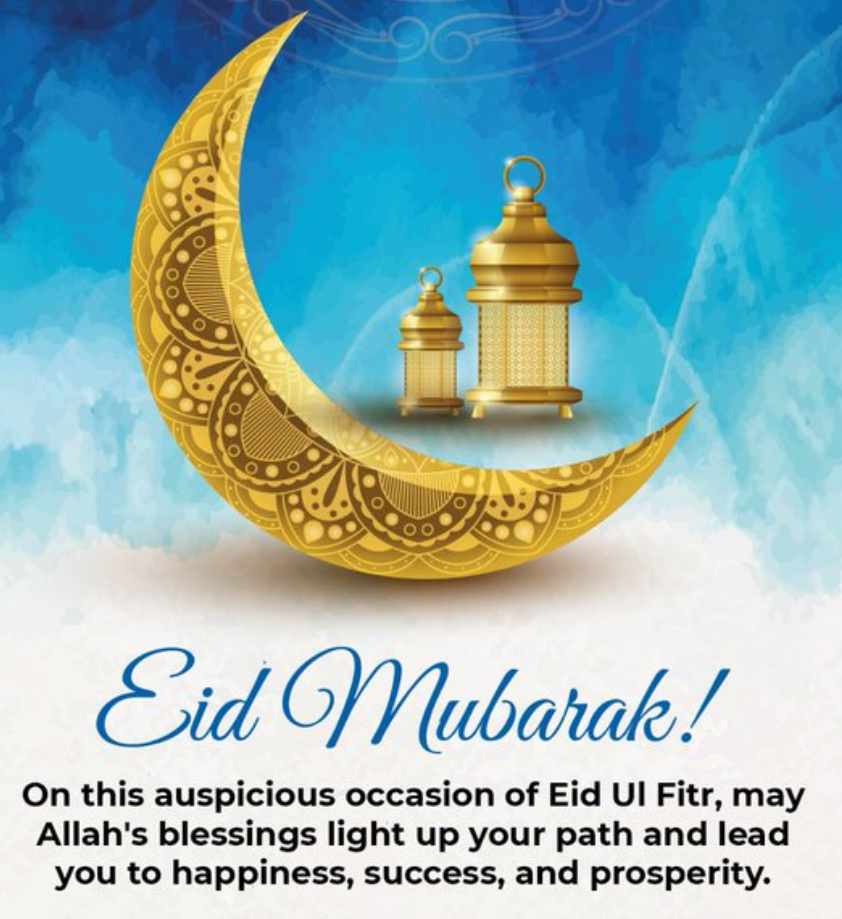 Eid Mubarak!
On this auspicious occasion of Eid Ul Fitr, may
Allah's blessings light up your path and lead
you to happiness, success, and prosperity.